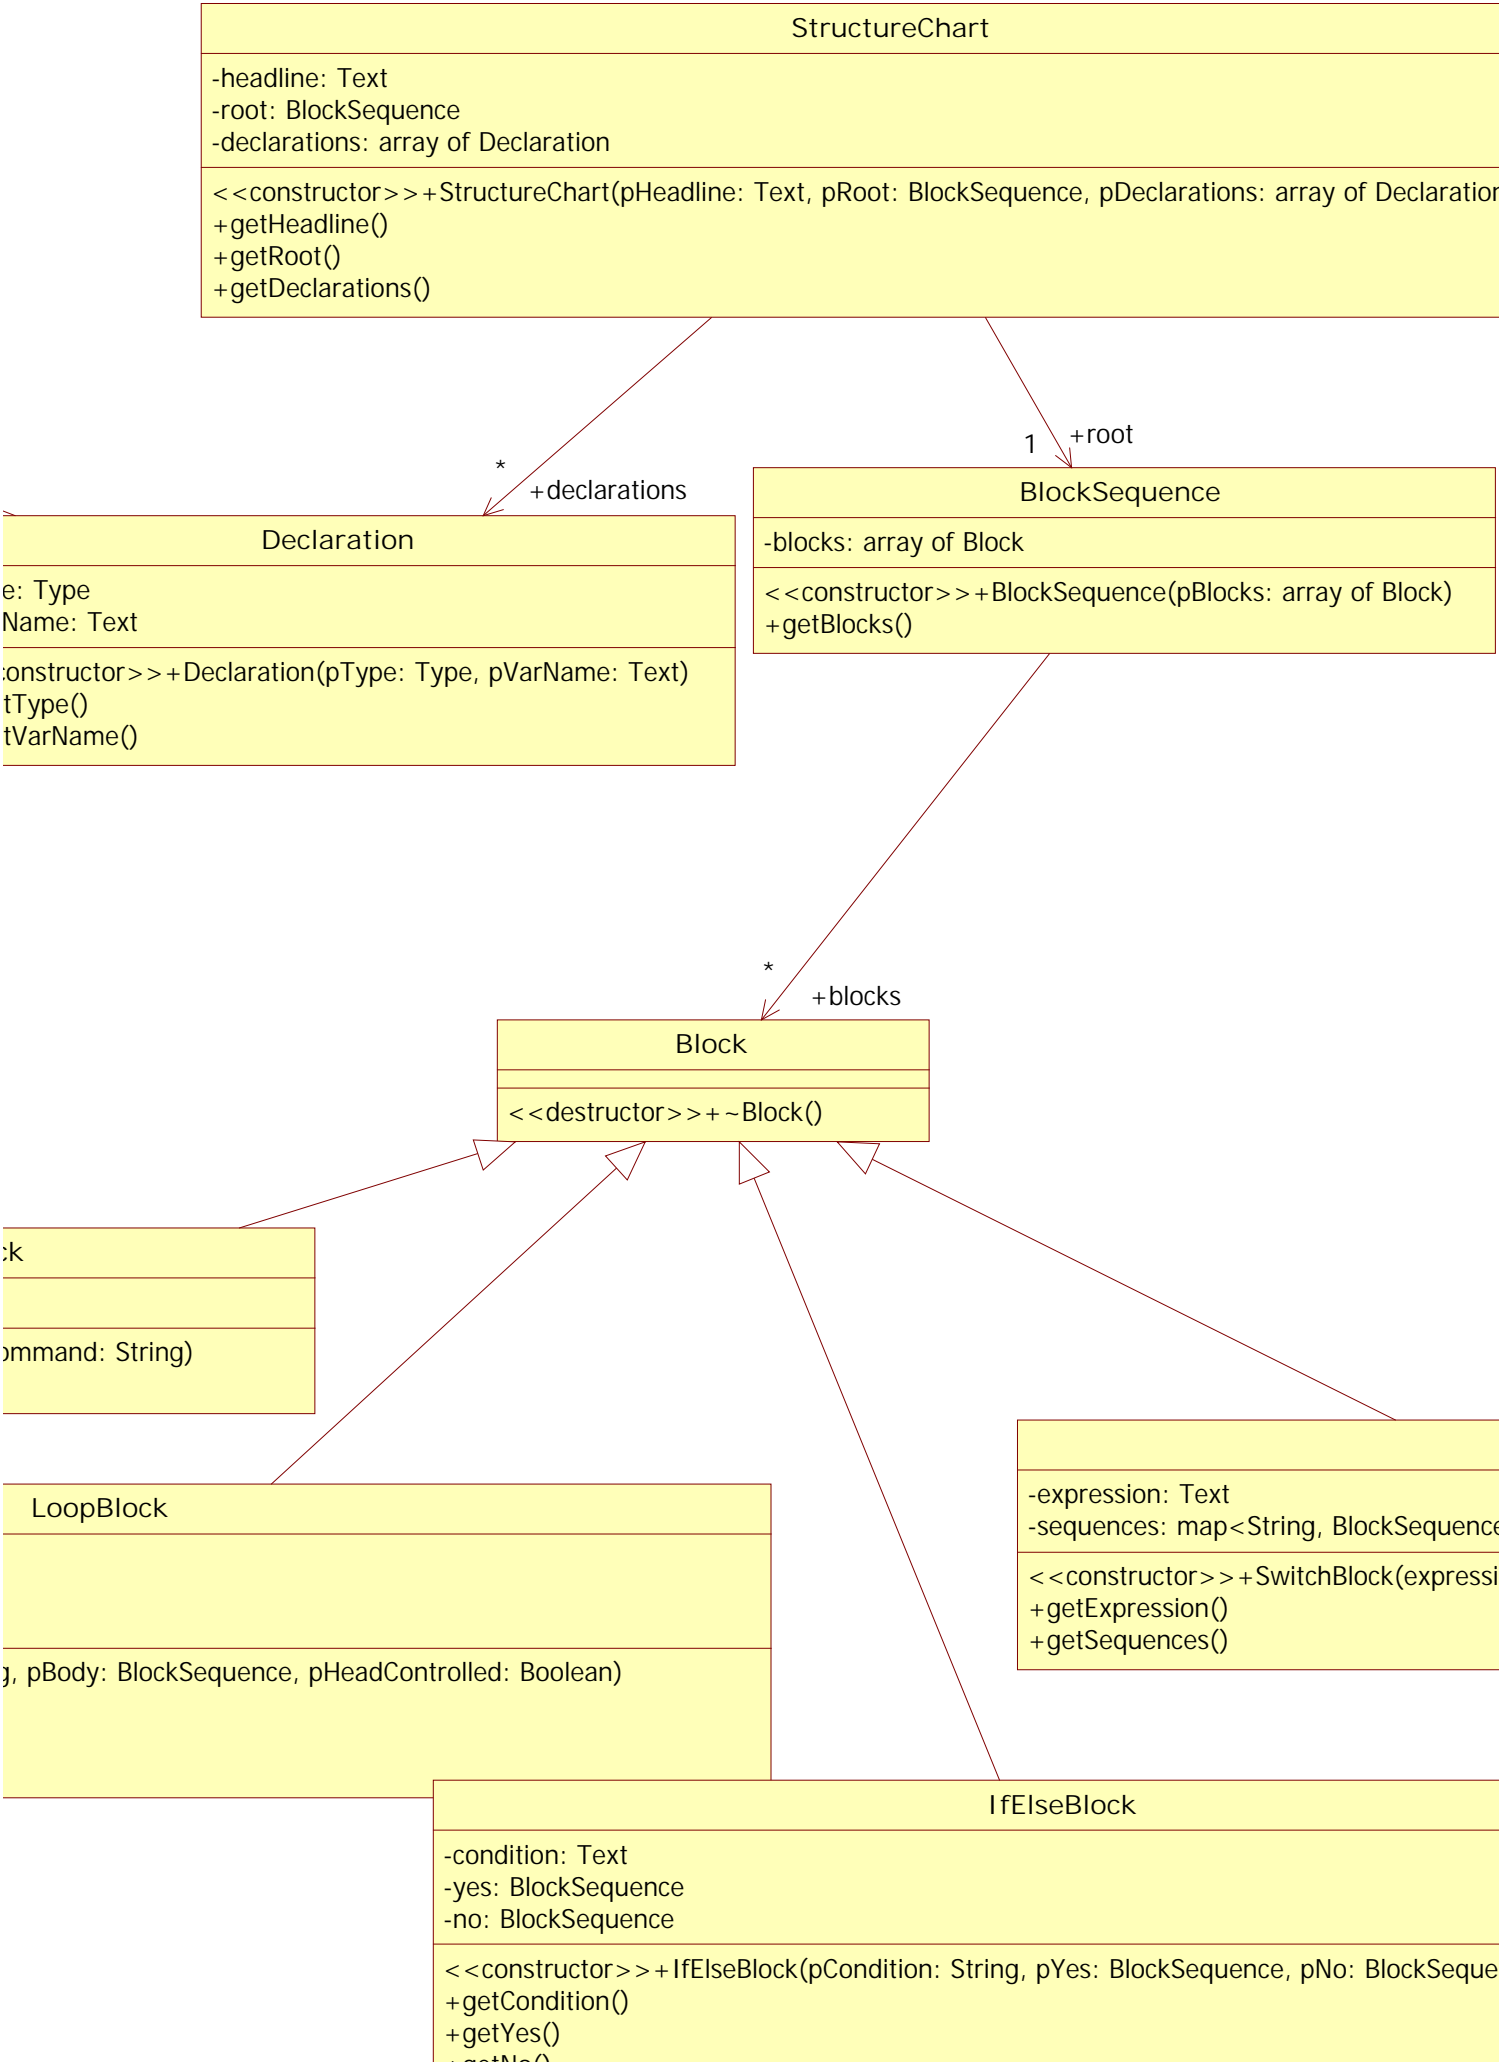 StructureChart
-headline: Text
-root: BlockSequence
-declarations: array of Declaration
<<constructor>>+StructureChart(pHeadline: Text, pRoot: BlockSequence, pDeclarations: array of Declaration
+getHeadline()
+getRoot()
+getDeclarations()
*
+declarations
1
+root
Declaration
e: Type
Name: Text
constructor>>+Declaration(pType: Type, pVarName: Text)
tType()
tVarName()
BlockSequence
-blocks: array of Block
<<constructor>>+BlockSequence(pBlocks: array of Block)
+getBlocks()
*
+blocks
Block
<<destructor>>+~Block()
ck
ommand: String)
LoopBlock
g, pBody: BlockSequence, pHeadControlled: Boolean)
-expression: Text
-sequences: map<String, BlockSequence
<<constructor>>+SwitchBlock(expressi
+getExpression()
+getSequences()
IfElseBlock
-condition: Text
-yes: BlockSequence
-no: BlockSequence
<<constructor>>+IfElseBlock(pCondition: String, pYes: BlockSequence, pNo: BlockSeque
+getCondition()
+getYes()
+getNo()